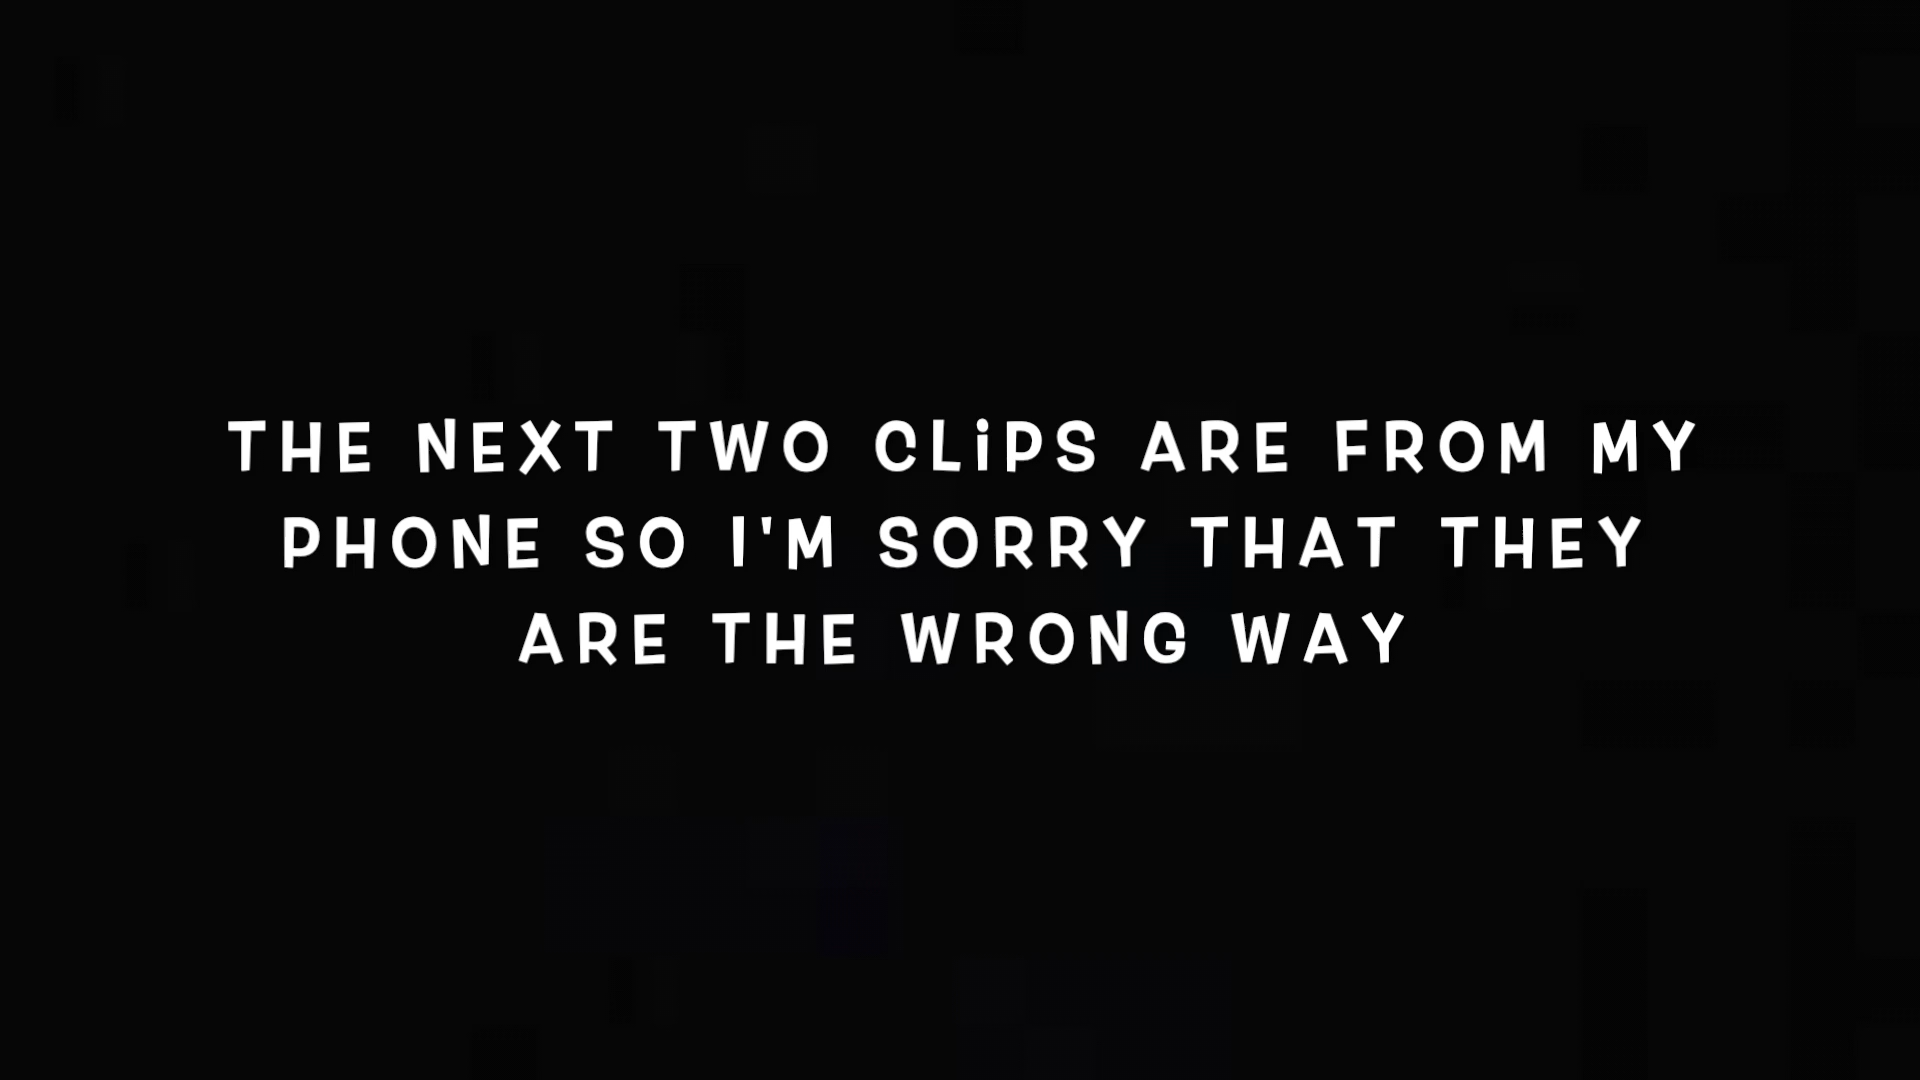 THE NEXT TWO CLiPS ARE FROM MY
PHONE SO I'M SORRY THAT THEY
ARE THE WRONG WAY